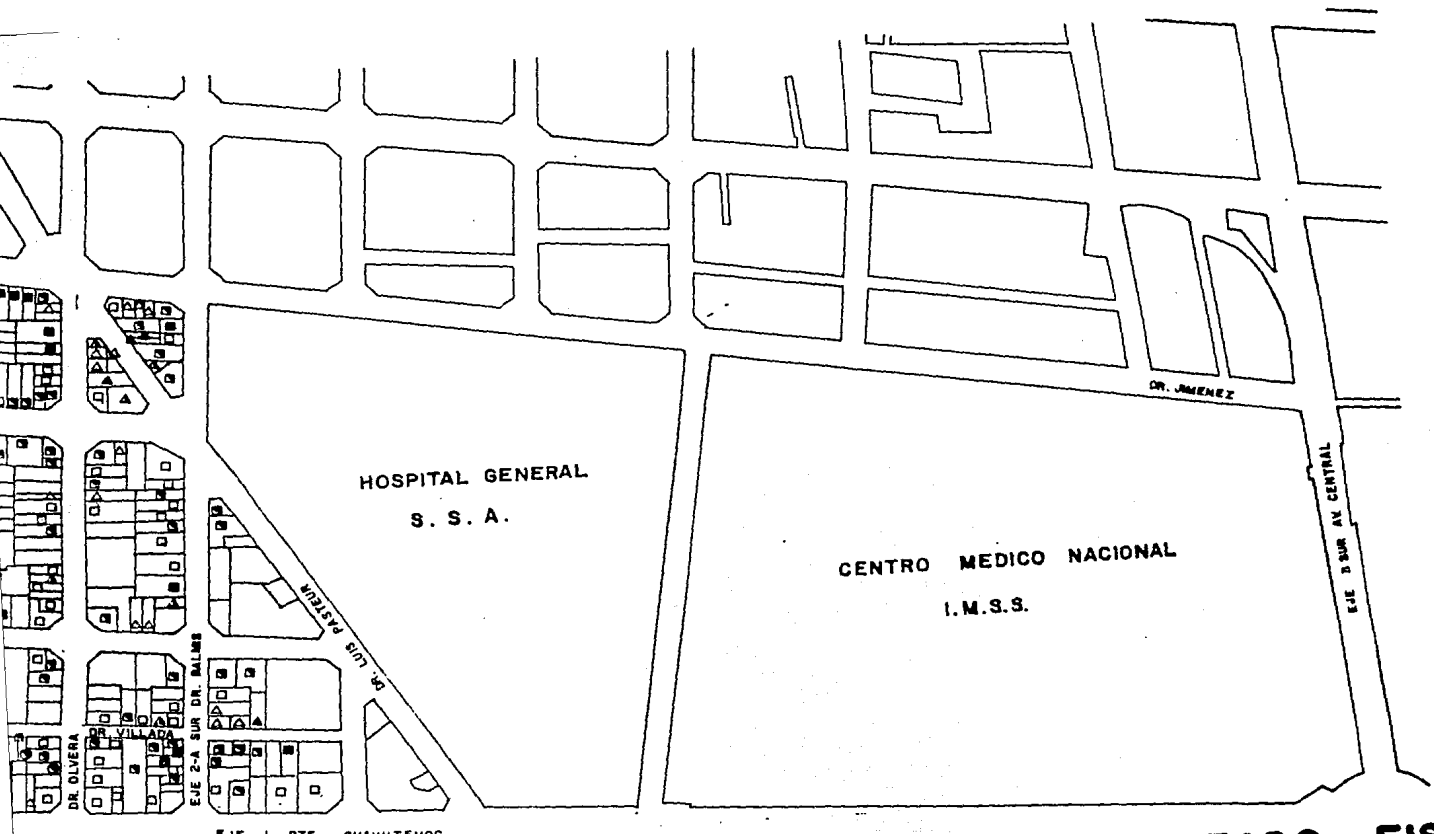 DR. JIMENEZ
HOSPITAL GENERAL
S. S. A.
CENTRO MEDICO NACIONAL
I.M.S.S.
EJE 3 SUR AV. CENTRAL
DR. LUIS PASTEUR
EJE 2-A SUR DR. BALMIS
DR. VILLADA
DR. OLVERA